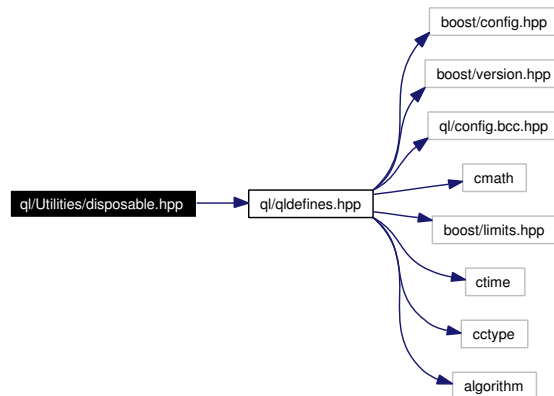 boost/config.hpp
boost/version.hpp
ql/config.bcc.hpp
cmath
ql/Utilities/disposable.hpp
ql/qldefines.hpp
boost/limits.hpp
ctime
cctype
algorithm